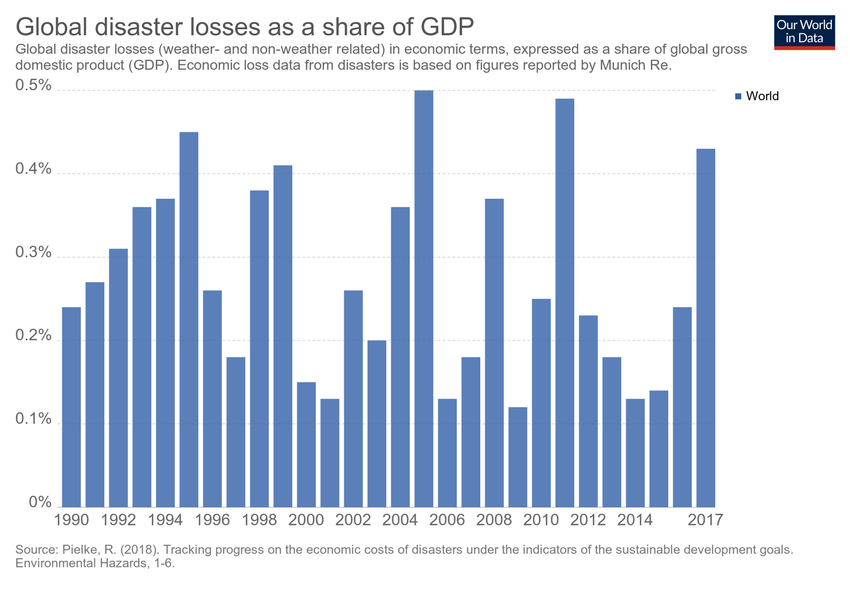 Global disaster losses as a share of GDP
Our World
in Data
Global disaster losses (weather- and non-weather related) in economic terms, expressed as a share of global gross
domestic product (GDP). Economic loss data from disasters is based on figures reported by Munich Re.
0.5%
World
0.4%
0.3%
0.2%
0.1%
0%
1990 1992 1994 1996 1998 2000 2002 2004 2006 2008 2010 2012 2014 2017
Source: Pielke, R. (2018). Tracking progress on the economic costs of disasters under the indicators of the sustainable development goals.
Environmental Hazards, 1-6.